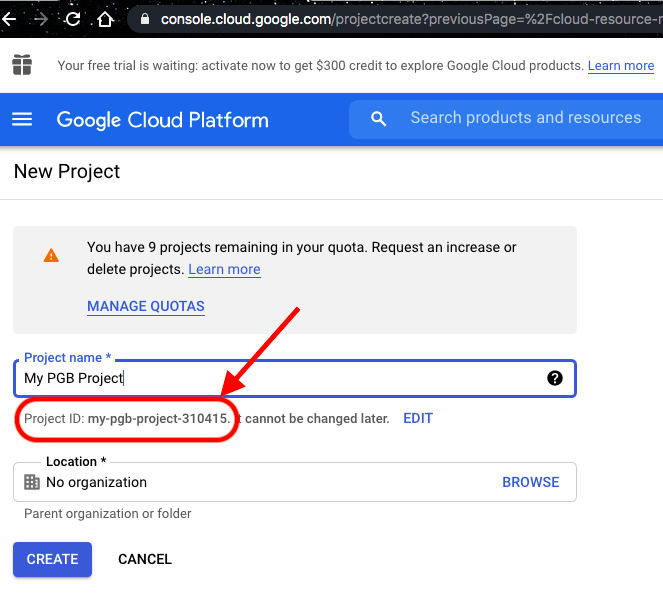 console.cloud.google.com/projectcreate?previousPage=%2Fcloud-resource-
Your free trial is waiting: activate now to get $300 credit to explore Google Cloud products. Learn more
Google Cloud Platform
Search products and resources
New Project
You have 9 projects remaining in your quota. Request an increase or
delete projects. Learn more
MANAGE QUOTAS
Project name *
My PGB Project
Project ID: my-pgb-project-310415. It cannot be changed later. EDIT
Location *
No organization BROWSE
Parent organization or folder
CREATE CANCEL